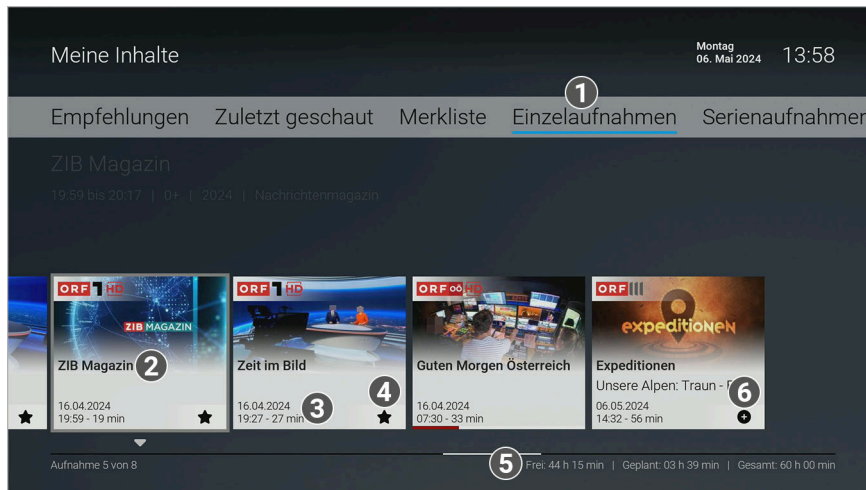 Meine Inhalte
Montag
06. Mai 2024
13:58
1
Empfehlungen Zuletzt geschaut Merkliste Einzelaufnahmen Serienaufnahmen
ZIB Magazin
19:59 bis 20:17 | 0+ | 2024 | Nachrichtenmagazin
ORF 1 HD
ZIB MAGAZIN
ZIB Magazin
2
16.04.2024
19:59 - 19 min
ORF 1 HD
Zeit im Bild
16.04.2024
19:27 - 27 min
3
4
ORF OÖ HD
Guten Morgen Österreich
16.04.2024
07:30 - 33 min
ORF III
expeditionen
Expeditionen
Unsere Alpen: Traun -
06.05.2024
14:32 - 56 min
6
Aufnahme 5 von 8
5
Frei: 44 h 15 min | Geplant: 03 h 39 min | Gesamt: 60 h 00 min